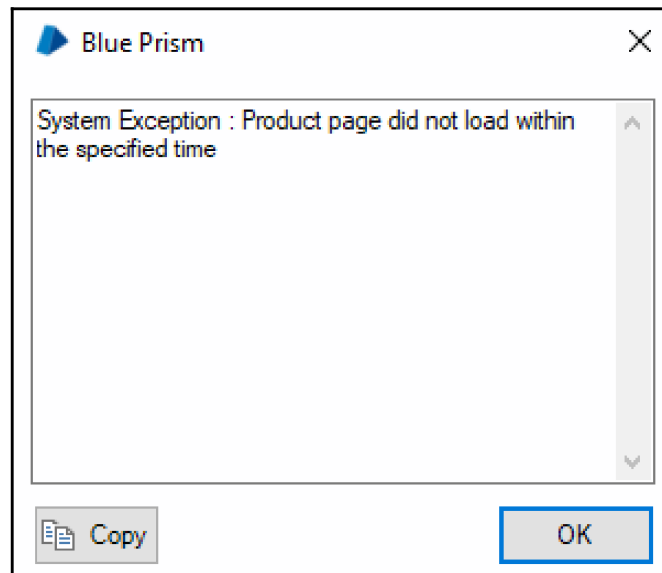 Blue Prism
System Exception : Product page did not load within
the specified time
Copy
OK